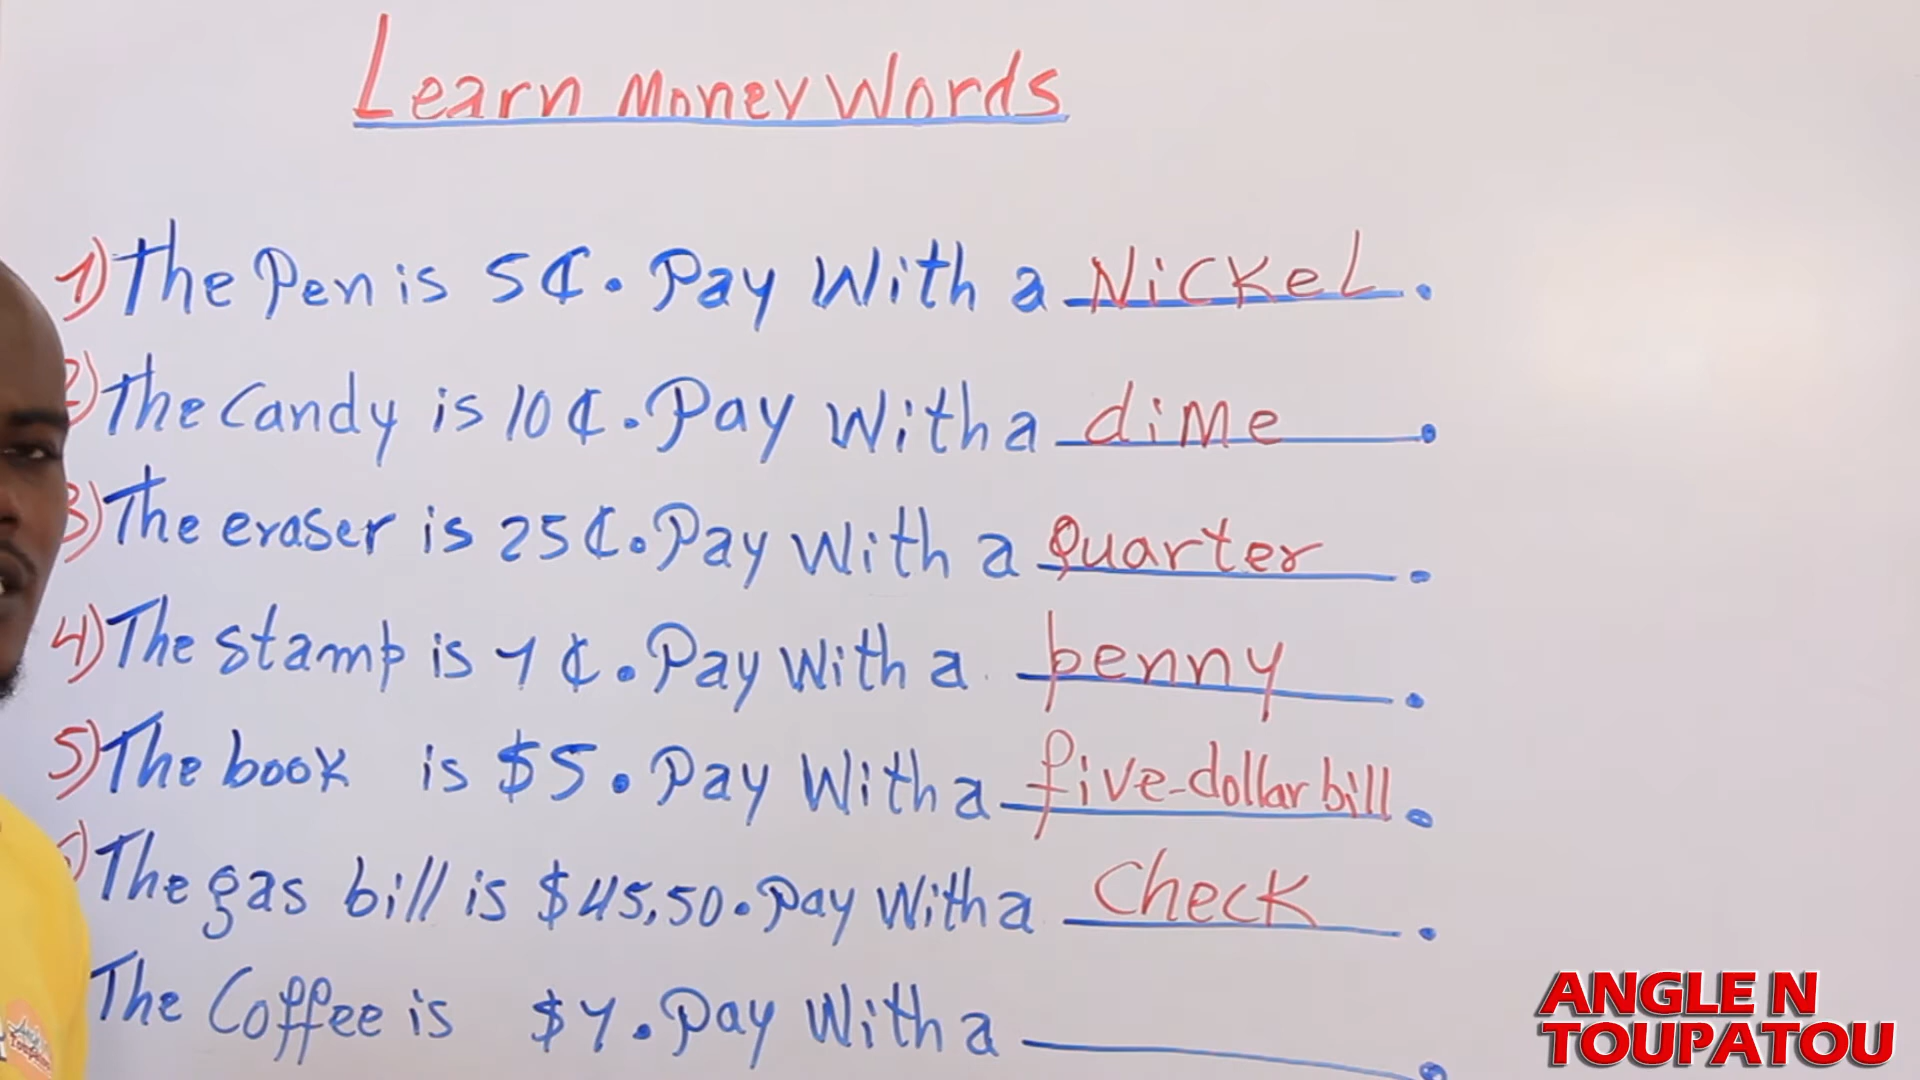 Learn Money Words
1) The Pen is 5¢. Pay With a Nickel.
2) The Candy is 10¢. Pay With a dime.
3) The eraser is 25¢. Pay With a Quarter.
4) The stamp is 1¢. Pay With a penny.
5) The book is $5. Pay With a five-dollar bill.
) The gas bill is $45,50. Pay With a Check.
The Coffee is $1. Pay With a ______.
ANGLE N
TOUPATOU